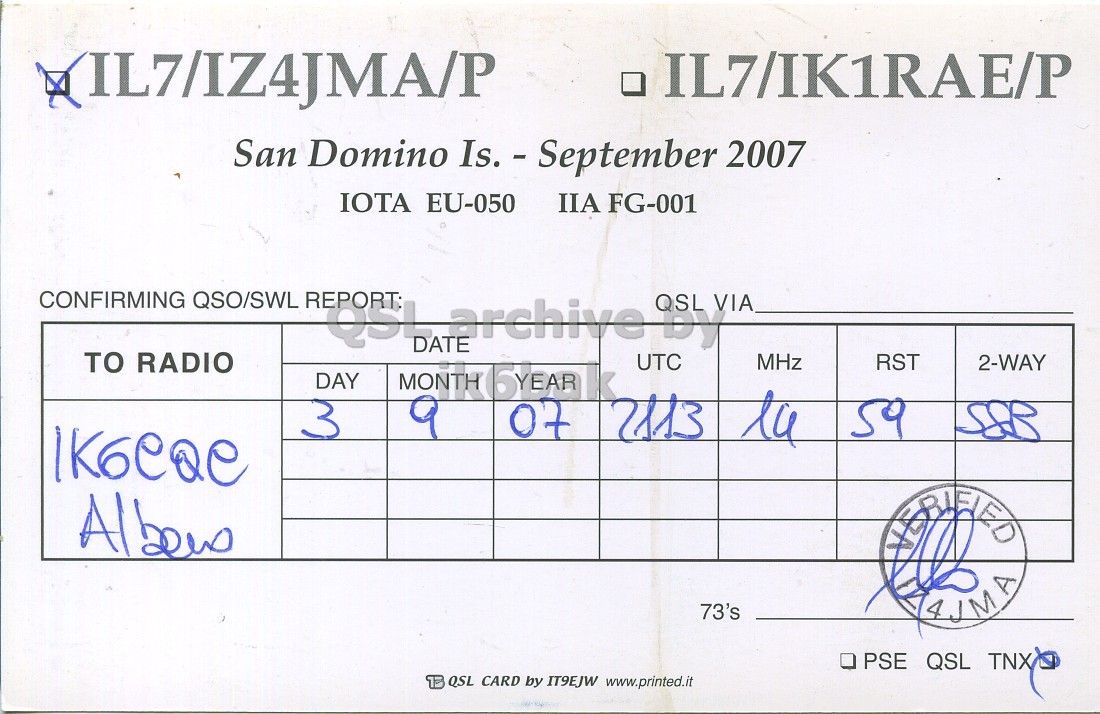 IL7/IZ4JMA/P IL7/IK1RAE/P
San Domino Is. - September 2007
IOTA EU-050 IIA FG-001
CONFIRMING QSO/SWL REPORT: QSL VIA
QSL archive by
ik6bak
TO RADIO DATE UTC MHz RST 2-WAY
DAY MONTH YEAR
3 9 07 2113 14 59 SSB
IK6CQC
VERIFIED
IZ4JMA
73's
PSE QSL TNX
QSL CARD by IT9EJW www.printed.it